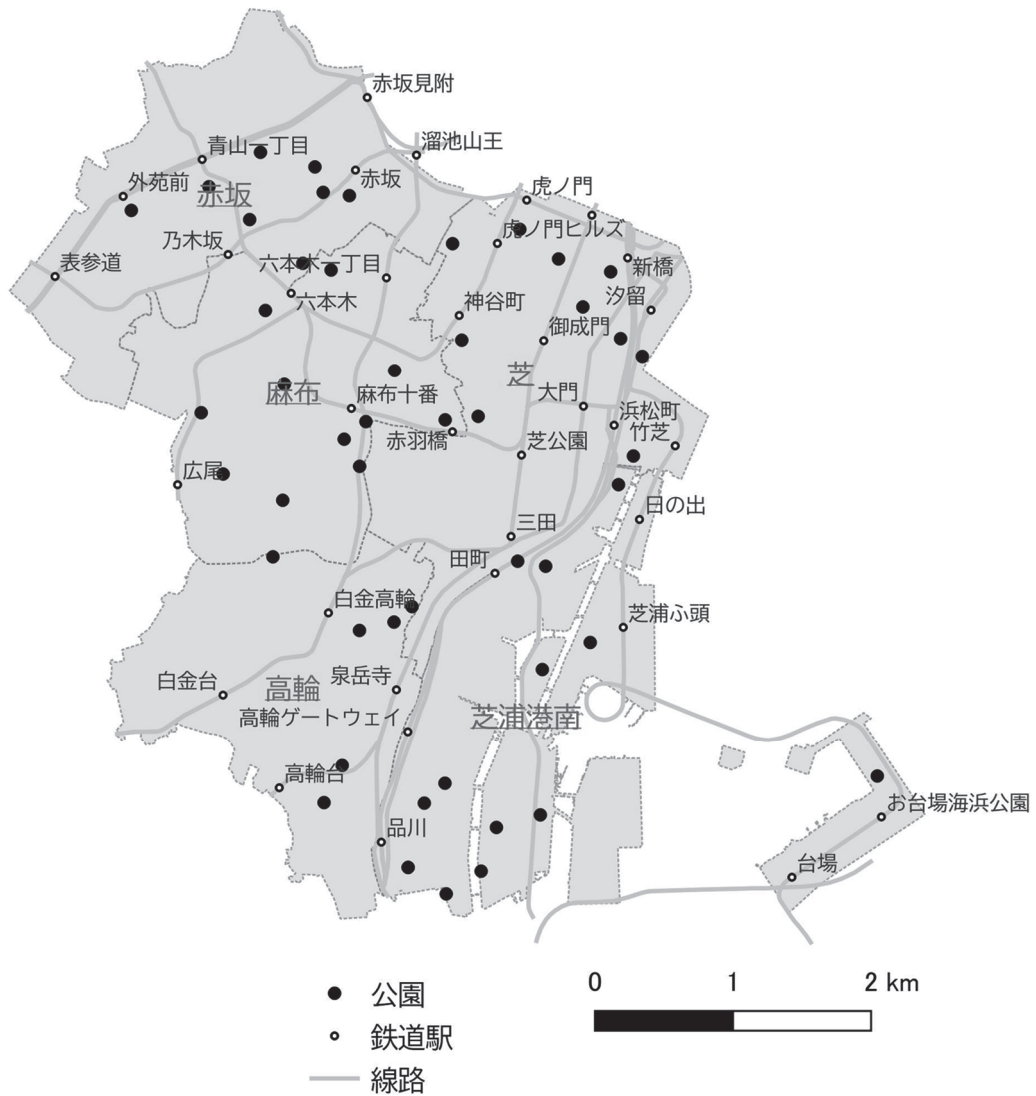 赤坂見附
青山一丁目
溜池山王
外苑前
赤坂
赤坂
虎ノ門
乃木坂
虎ノ門ヒルズ
表参道
六本木一丁目
新橋
六本木
神谷町
汐留
御成門
麻布
麻布十番
芝
大門
浜松町
竹芝
赤羽橋
芝公園
広尾
日の出
三田
田町
白金高輪
芝浦ふ頭
白金台
高輪
泉岳寺
高輪ゲートウェイ
芝浦港南
高輪台
お台場海浜公園
品川
台場
公園
鉄道駅
線路
0 1 2 km